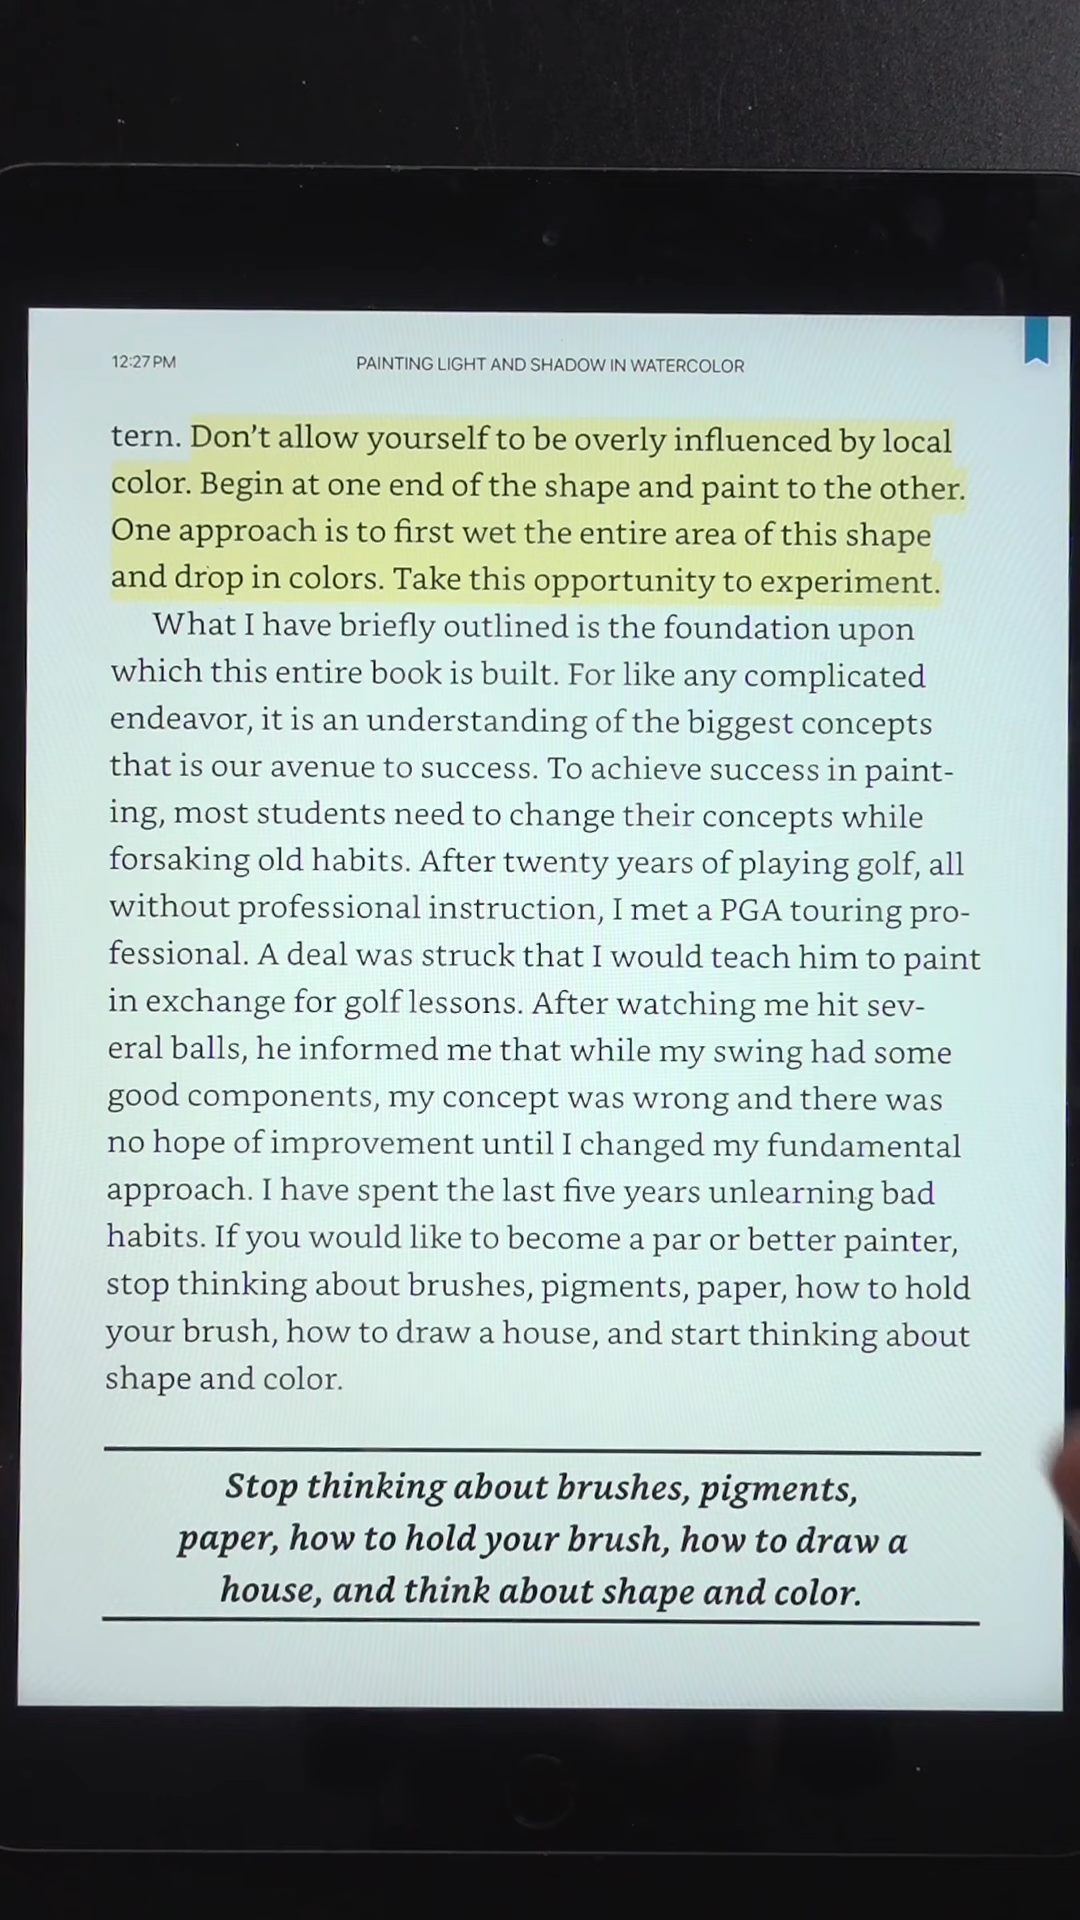 12:27 PM
PAINTING LIGHT AND SHADOW IN WATERCOLOR
tern. Don't allow yourself to be overly influenced by local
color. Begin at one end of the shape and paint to the other.
One approach is to first wet the entire area of this shape
and drop in colors. Take this opportunity to experiment.
What I have briefly outlined is the foundation upon
which this entire book is built. For like any complicated
endeavor, it is an understanding of the biggest concepts
that is our avenue to success. To achieve success in paint-
ing, most students need to change their concepts while
forsaking old habits. After twenty years of playing golf, all
without professional instruction, I met a PGA touring pro-
fessional. A deal was struck that I would teach him to paint
in exchange for golf lessons. After watching me hit sev-
eral balls, he informed me that while my swing had some
good components, my concept was wrong and there was
no hope of improvement until I changed my fundamental
approach. I have spent the last five years unlearning bad
habits. If you would like to become a par or better painter,
stop thinking about brushes, pigments, paper, how to hold
your brush, how to draw a house, and start thinking about
shape and color.
Stop thinking about brushes, pigments,
paper, how to hold your brush, how to draw a
house, and think about shape and color.